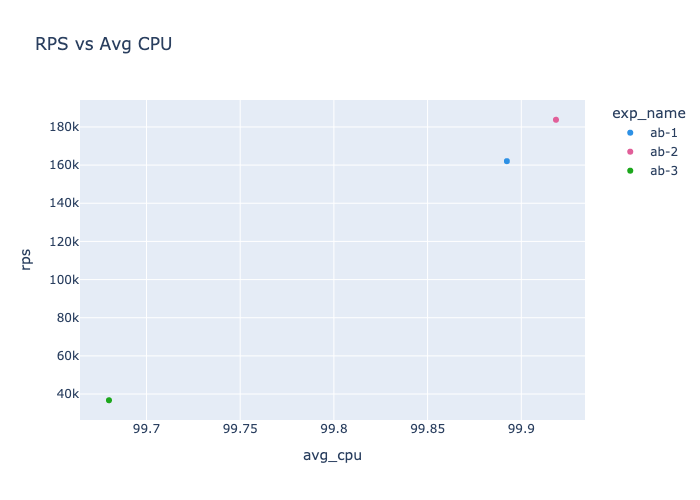 RPS vs Avg CPU
exp_name
ab-1
ab-2
ab-3
180k
160k
140k
120k
100k
80k
60k
40k
rps
99.7
99.75
99.8
99.85
99.9
avg_cpu